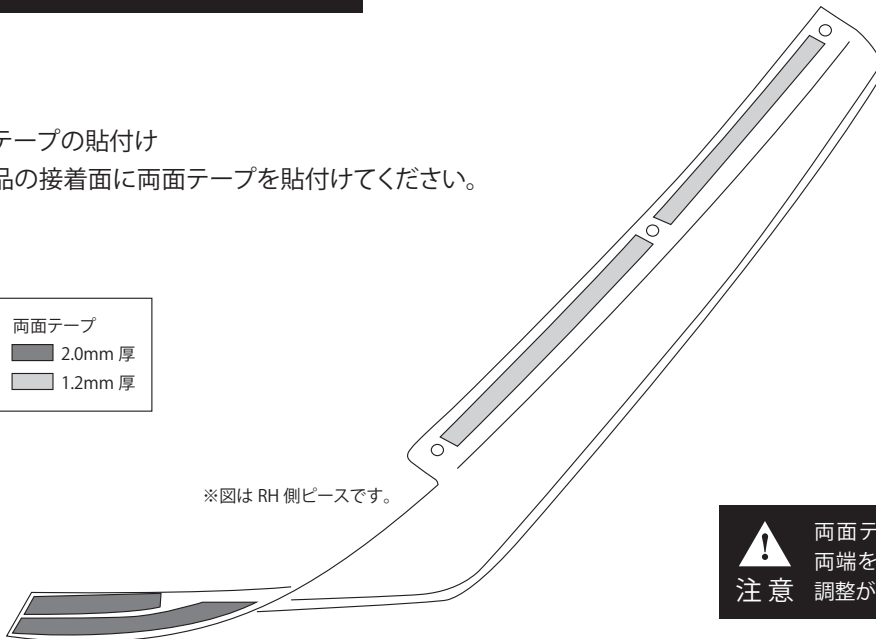 テープの貼付け
品の接着面に両面テープを貼付けてください。
両面テープ
2.0mm 厚
1.2mm 厚
※図は RH 側ピースです。
両面テ
両端を
注意 調整が